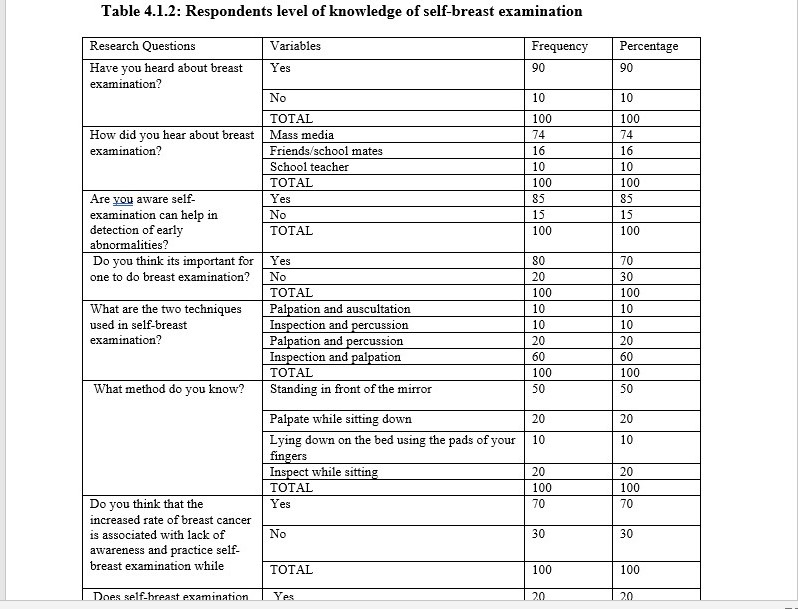 Table 4.1.2: Respondents level of knowledge of self-breast examination
Research Questions Variables Frequency Percentage
Have you heard about breast Yes 90 90
examination?
No 10 10
TOTAL 100 100
How did you hear about breast Mass media 74 74
examination? Friends/school mates 16 16
School teacher 10 10
TOTAL 100 100
Are you aware self- Yes 85 85
examination can help in No 15 15
detection of early TOTAL 100 100
abnormalities?
Do you think its important for Yes 80 70
one to do breast examination? No 20 30
TOTAL 100 100
What are the two techniques Palpation and auscultation 10 10
used in self-breast Inspection and percussion 10 10
examination? Palpation and percussion 20 20
Inspection and palpation 60 60
TOTAL 100 100
What method do you know? Standing in front of the mirror 50 50
Palpate while sitting down 20 20
Lying down on the bed using the pads of your 10 10
fingers
Inspect while sitting 20 20
TOTAL 100 100
Do you think that the Yes 70 70
increased rate of breast cancer
is associated with lack of No 30 30
awareness and practice self-
breast examination while TOTAL 100 100
Does self-breast examination Yes 20 20